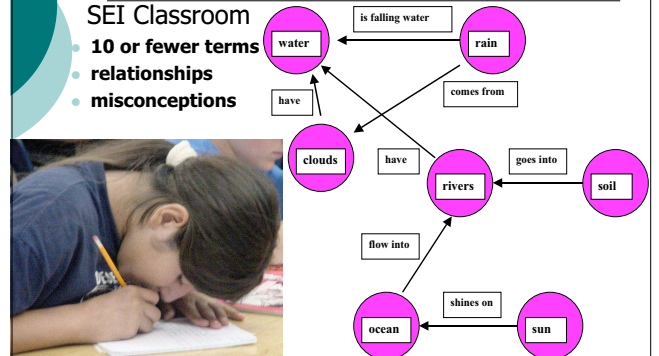 SEI Classroom
10 or fewer terms
relationships
misconceptions
is falling water
water
rain
comes from
have
clouds
have
goes into
rivers
soil
flow into
shines on
ocean
sun